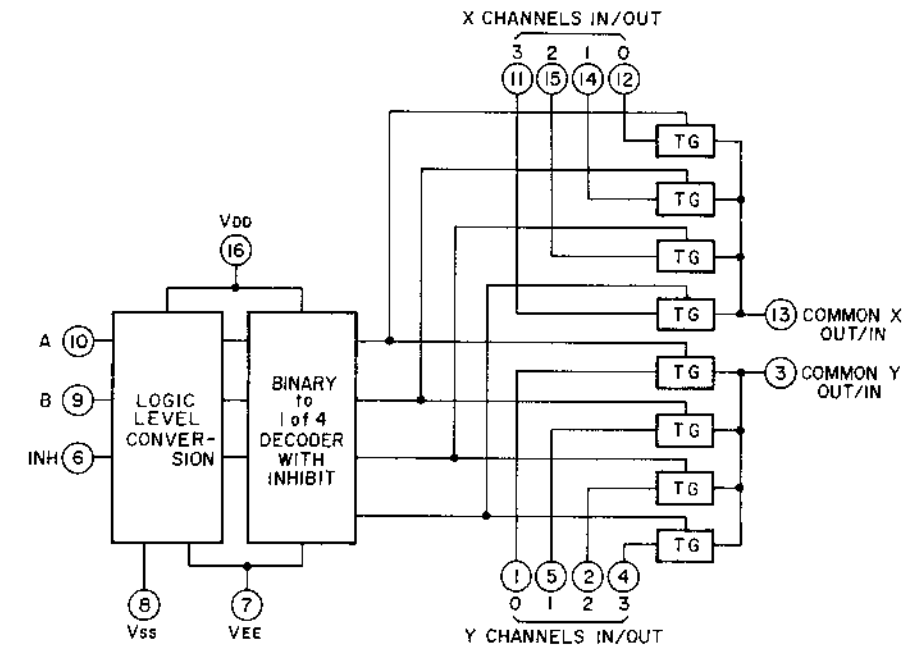 X CHANNELS IN/OUT
3 2 1 0
11 15 14 12
TG
TG
VDD
16
TG
TG
13 COMMON X
OUT/IN
A 10
TG
3 COMMON Y
OUT/IN
B 9
INH 6
LOGIC
LEVEL
CONVER-
SION
BINARY
to
1 of 4
DECODER
WITH
INHIBIT
TG
TG
TG
8
VSS
7
VEE
1 5 2 4
0 1 2 3
Y CHANNELS IN/OUT